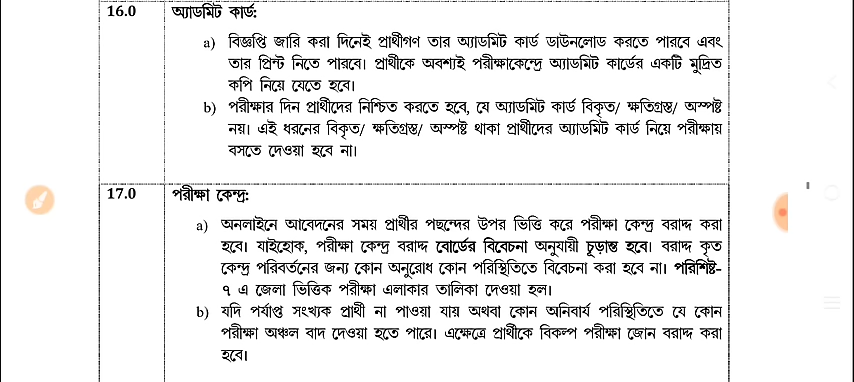 16.0 অ্যাডমিট কার্ড:
a) বিজ্ঞপ্তি জারি করা দিনেই প্রার্থীগণ তার অ্যাডমিট কার্ড ডাউনলোড করতে পারবে এবং
তার প্রিন্ট নিতে পারবে। প্রার্থীকে অবশ্যই পরীক্ষাকেন্দ্রে অ্যাডমিট কার্ডের একটি মুদ্রিত
কপি নিয়ে যেতে হবে।
b) পরীক্ষার দিন প্রার্থীদের নিশ্চিত করতে হবে, যে অ্যাডমিট কার্ড বিকৃত/ ক্ষতিগ্রস্ত/ অস্পষ্ট
নয়। এই ধরনের বিকৃত/ ক্ষতিগ্রস্ত/ অস্পষ্ট থাকা প্রার্থীদের অ্যাডমিট কার্ড নিয়ে পরীক্ষায়
বসতে দেওয়া হবে না।
17.0 পরীক্ষা কেন্দ্র:
a) অনলাইনে আবেদনের সময় প্রার্থীর পছন্দের উপর ভিত্তি করে পরীক্ষা কেন্দ্র বরাদ্দ করা
হবে। যাইহোক, পরীক্ষা কেন্দ্র বরাদ্দ বোর্ডের বিবেচনা অনুযায়ী চূড়ান্ত হবে। বরাদ্দ কৃত
কেন্দ্র পরিবর্তনের জন্য কোন অনুরোধ কোন পরিস্থিতিতে বিবেচনা করা হবে না। পরিশিষ্ট-
৭ এ জেলা ভিত্তিক পরীক্ষা এলাকার তালিকা দেওয়া হল।
b) যদি পর্যাপ্ত সংখ্যক প্রার্থী না পাওয়া যায় অথবা কোন অনিবার্য পরিস্থিতিতে যে কোন
পরীক্ষা অঞ্চল বাদ দেওয়া হতে পারে। এক্ষেত্রে প্রার্থীকে বিকল্প পরীক্ষা জোন বরাদ্দ করা
হবে।